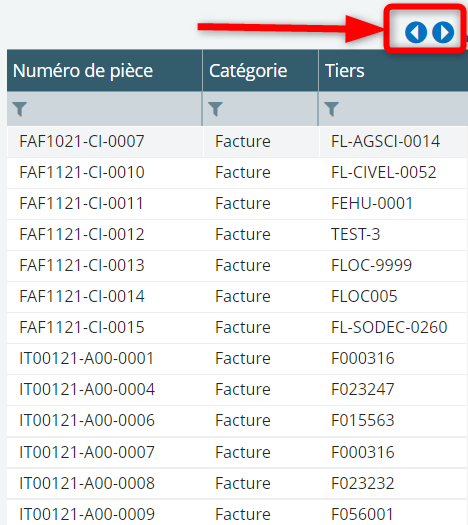 Numéro de pièce Catégorie Tiers
FAF1021-CI-0007 Facture FL-AGSCI-0014
FAF1121-CI-0010 Facture FL-CIVEL-0052
FAF1121-CI-0011 Facture FEHU-0001
FAF1121-CI-0012 Facture TEST-3
FAF1121-CI-0013 Facture FLOC-9999
FAF1121-CI-0014 Facture FLOC005
FAF1121-CI-0015 Facture FL-SODEC-0260
IT00121-A00-0001 Facture F000316
IT00121-A00-0004 Facture F023247
IT00121-A00-0006 Facture F015563
IT00121-A00-0007 Facture F000316
IT00121-A00-0008 Facture F023232
IT00121-A00-0009 Facture F056001